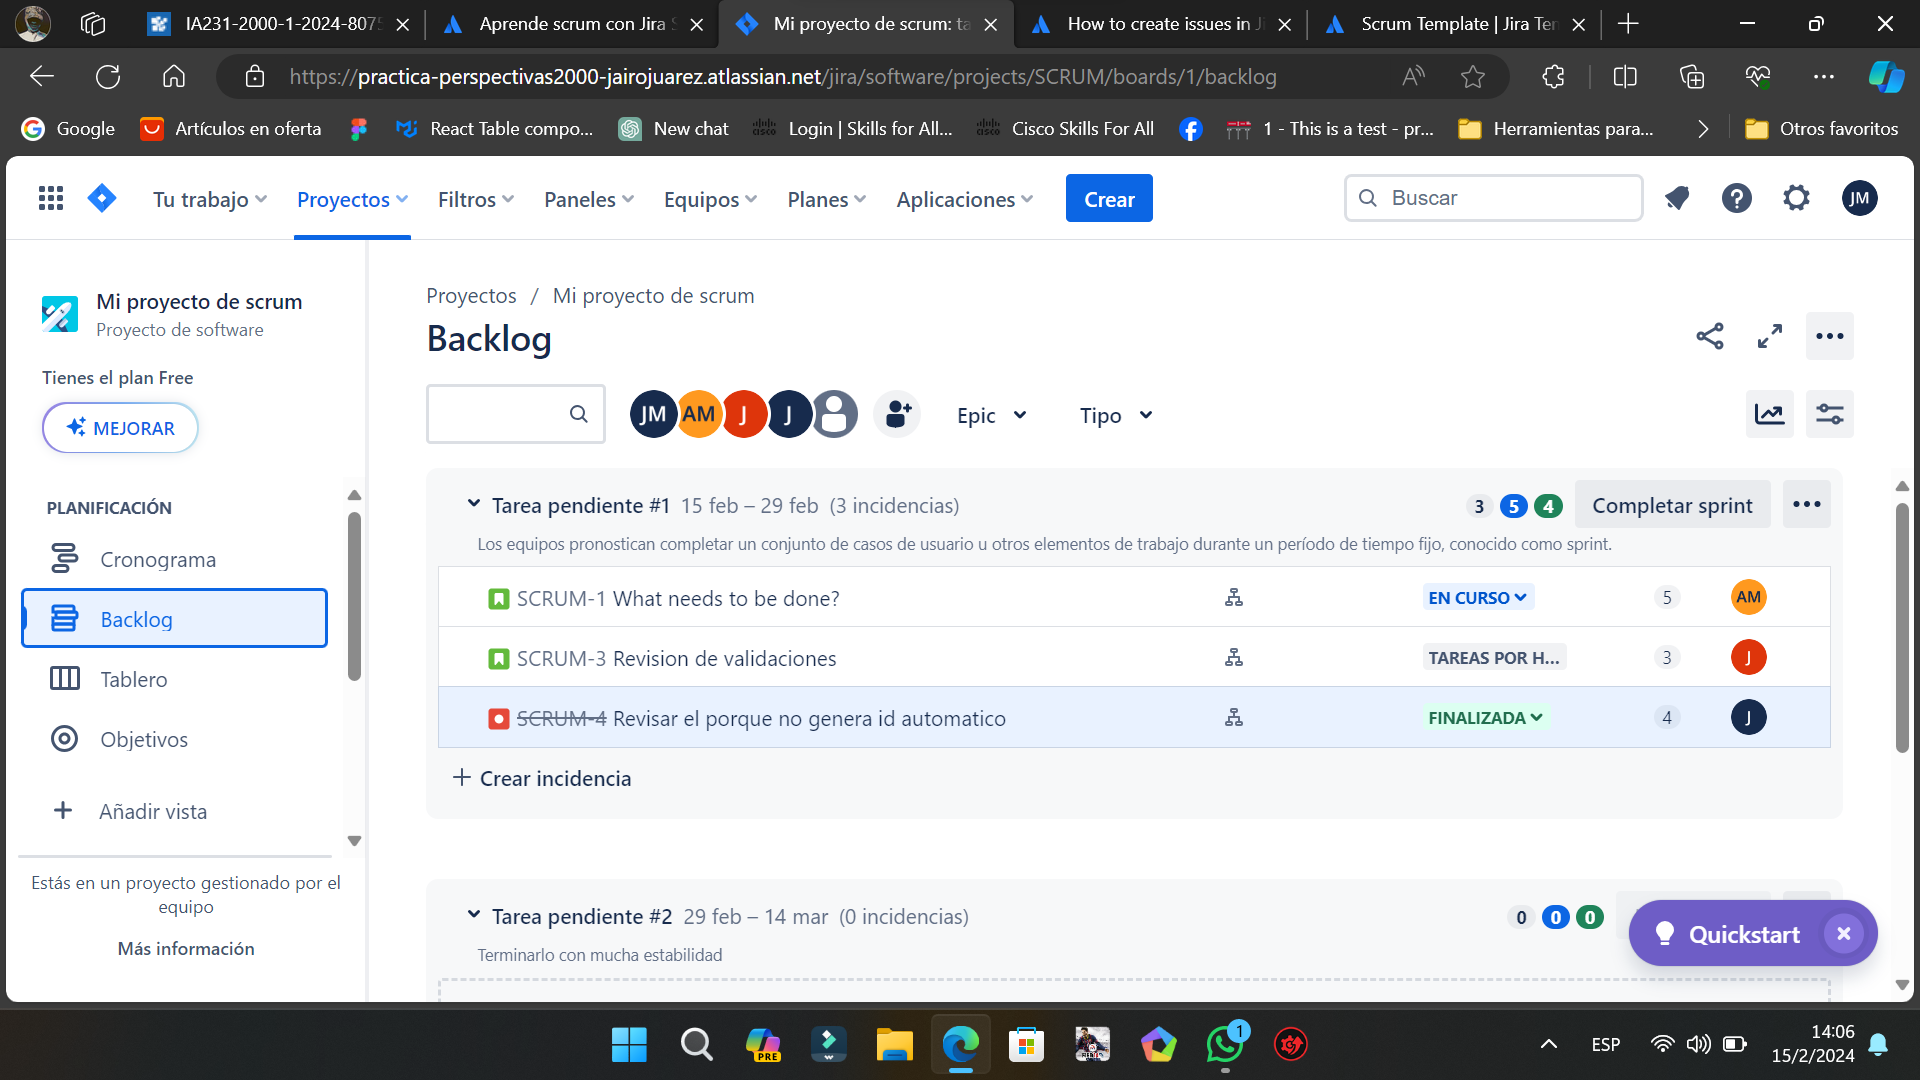 IA231-2000-1-2024-8075
Aprende scrum con Jira S
Mi proyecto de scrum: ta
How to create issues in Ji
Scrum Template | Jira Ten
https://practica-perspectivas2000-jairojuarez.atlassian.net/jira/software/projects/SCRUM/boards/1/backlog
Google
Artículos en oferta
React Table compo...
New chat
Login | Skills for All...
Cisco Skills For All
1 - This is a test - pr...
Herramientas para...
Otros favoritos
Tu trabajo
Proyectos
Filtros
Paneles
Equipos
Planes
Aplicaciones
Crear
Buscar
JM
Mi proyecto de scrum
Proyecto de software
Tienes el plan Free
MEJORAR
PLANIFICACIÓN
Cronograma
Backlog
Tablero
Objetivos
Añadir vista
Estás en un proyecto gestionado por el
equipo
Más información
Proyectos / Mi proyecto de scrum
Backlog
JM AM J J
Epic
Tipo
Tarea pendiente #1 15 feb – 29 feb (3 incidencias)
3 5 4
Completar sprint
Los equipos pronostican completar un conjunto de casos de usuario u otros elementos de trabajo durante un período de tiempo fijo, conocido como sprint.
SCRUM-1 What needs to be done? EN CURSO 5 AM
SCRUM-3 Revision de validaciones TAREAS POR H... 3 J
SCRUM-4 Revisar el porque no genera id automatico FINALIZADA 4 J
Crear incidencia
Tarea pendiente #2 29 feb – 14 mar (0 incidencias)
0 0 0
Terminarlo con mucha estabilidad
Quickstart
PRE
1
ESP
14:06
15/2/2024